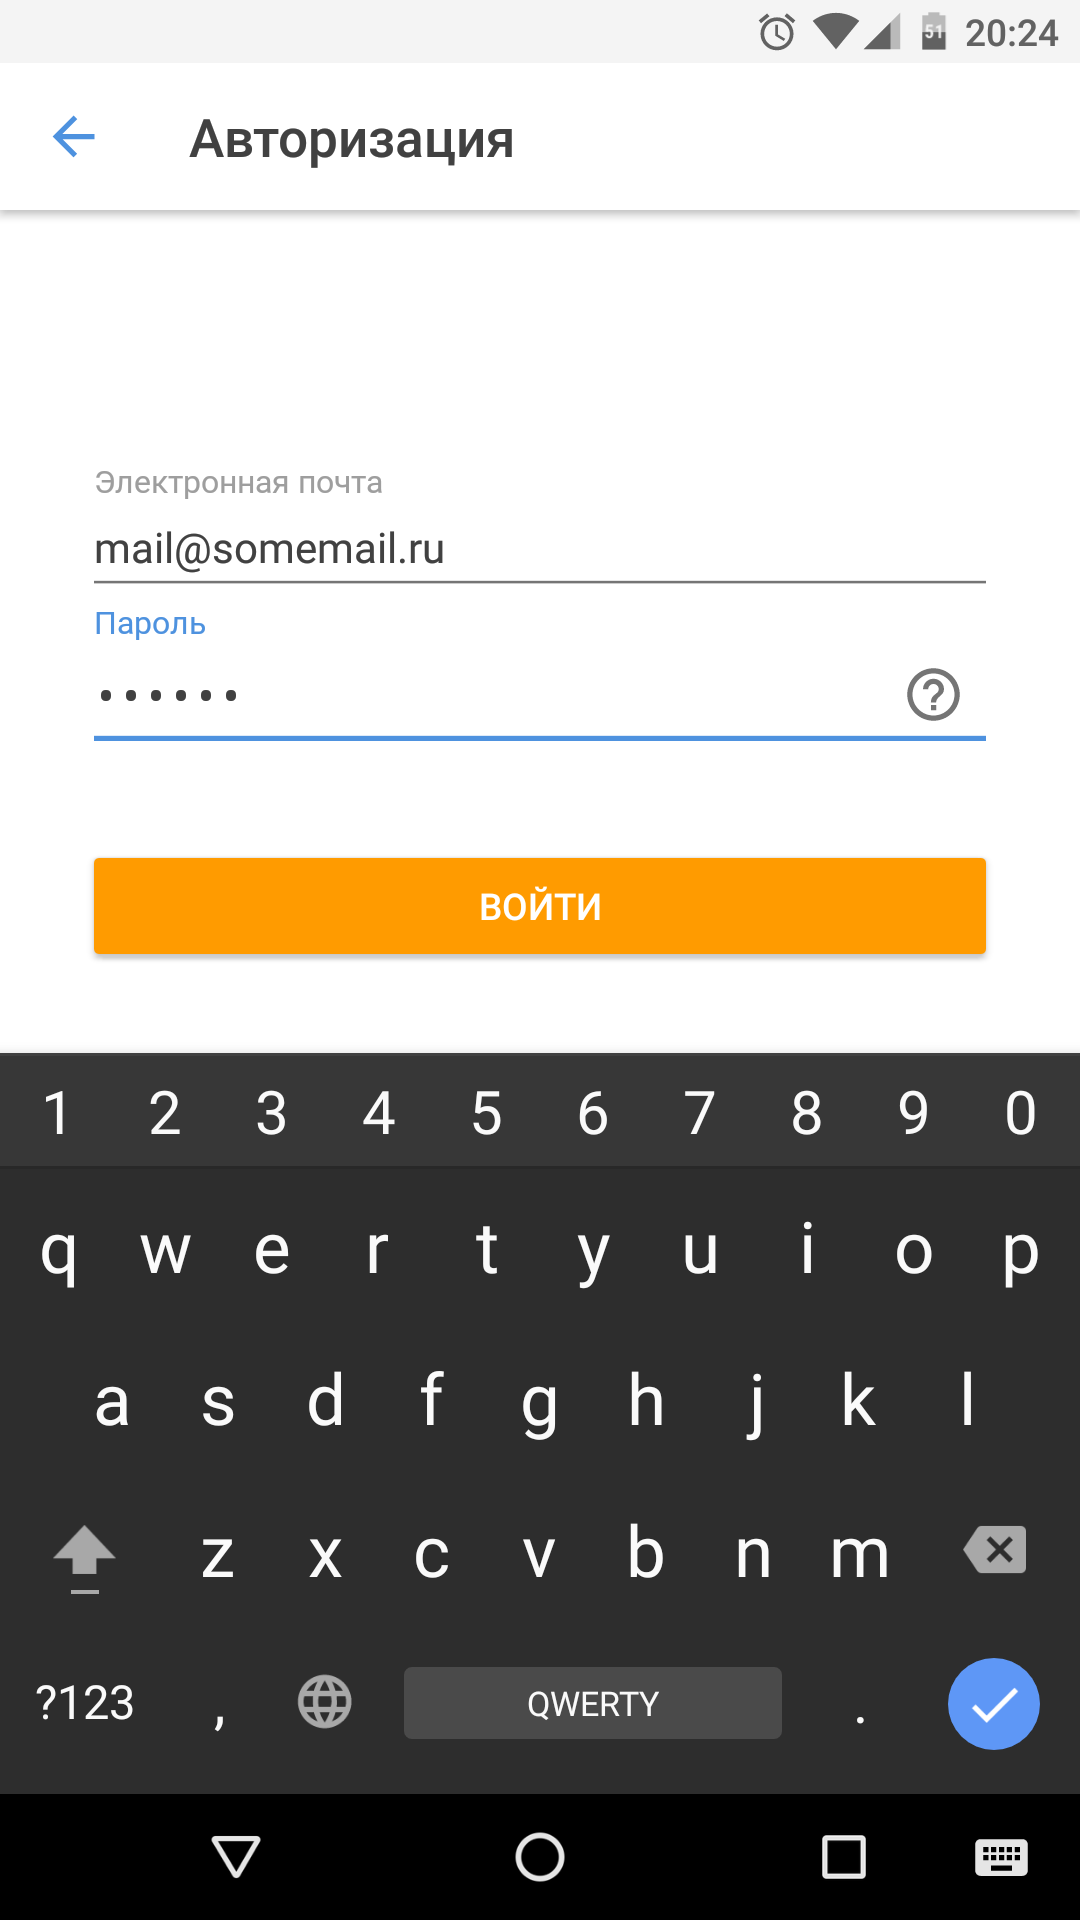 51 20:24
Авторизация
Электронная почта
mail@somemail.ru
Пароль
••••••
ВОЙТИ
1 2 3 4 5 6 7 8 9 0
q w e r t y u i o p
a s d f g h j k l
z x c v b n m
?123 , QWERTY .